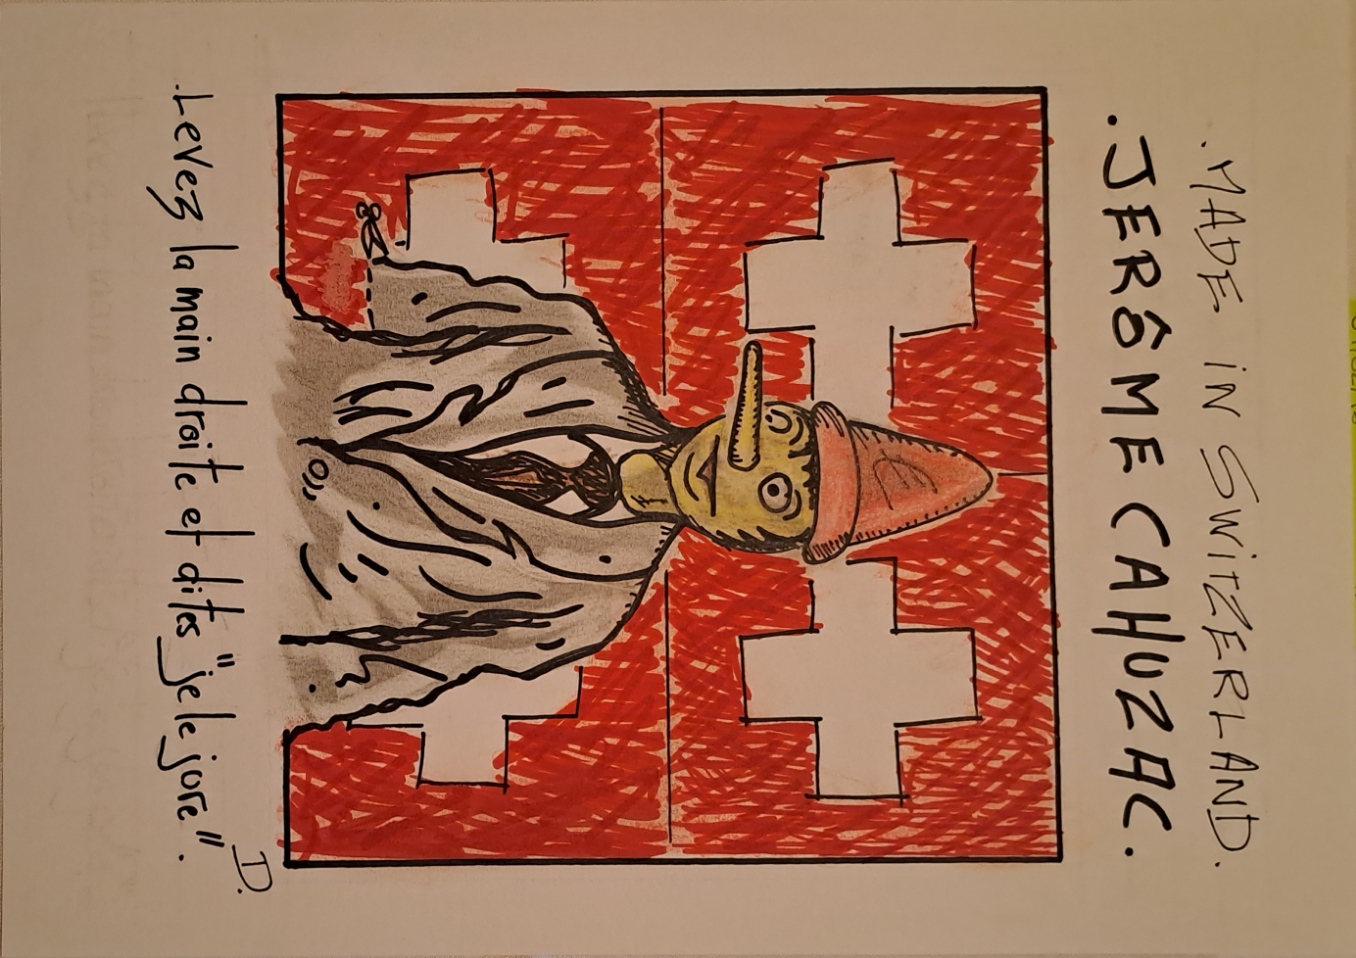 .MADE IN SWITZERLAND.
.JERÔME CAHUZAC.
€
.Levez la main droite et dites "je le jure".
D.